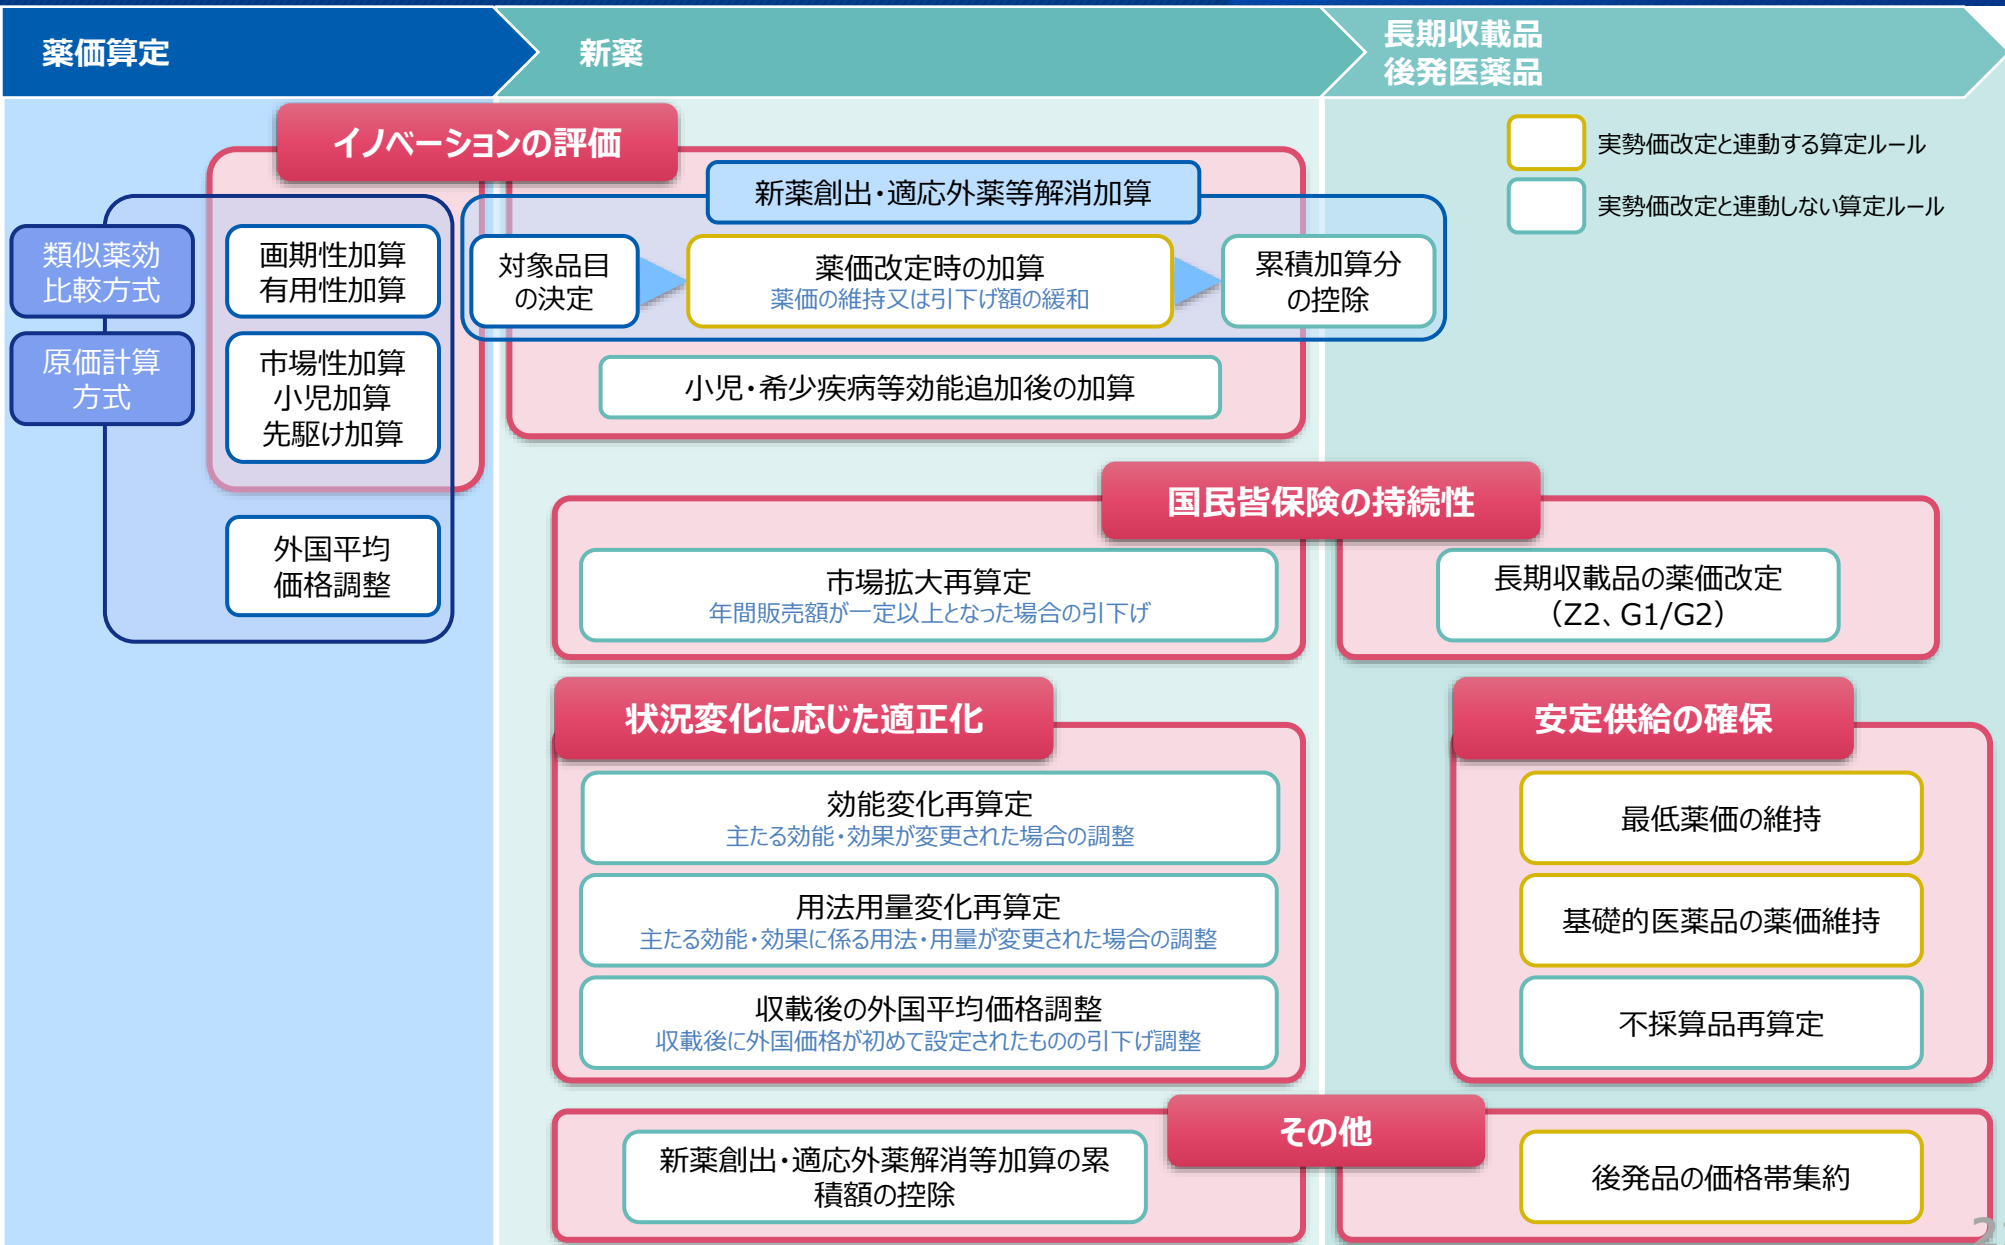 薬価算定
新薬
長期収載品
後発医薬品
イノベーションの評価
実勢価改定と連動する算定ルール
実勢価改定と連動しない算定ルール
新薬創出・適応外薬等解消加算
類似薬効
比較方式
原価計算
方式
画期性加算
有用性加算
市場性加算
小児加算
先駆け加算
外国平均
価格調整
対象品目
の決定
薬価改定時の加算
薬価の維持又は引下げ額の緩和
累積加算分
の控除
小児・希少疾病等効能追加後の加算
国民皆保険の持続性
市場拡大再算定
年間販売額が一定以上となった場合の引下げ
長期収載品の薬価改定
（Z2、G1/G2）
状況変化に応じた適正化
効能変化再算定
主たる効能・効果が変更された場合の調整
用法用量変化再算定
主たる効能・効果に係る用法・用量が変更された場合の調整
収載後の外国平均価格調整
収載後に外国価格が初めて設定されたものの引下げ調整
安定供給の確保
最低薬価の維持
基礎的医薬品の薬価維持
不採算品再算定
その他
新薬創出・適応外薬解消等加算の累
積額の控除
後発品の価格帯集約